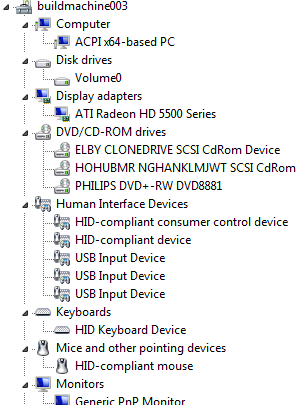 buildmachine003
Computer
ACPI x64-based PC
Disk drives
Volume0
Display adapters
ATI Radeon HD 5500 Series
DVD/CD-ROM drives
ELBY CLONEDRIVE SCSI CdRom Device
HOHUBMR NGHANKLMJWT SCSI CdRom
PHILIPS DVD+-RW DVD8881
Human Interface Devices
HID-compliant consumer control device
HID-compliant device
USB Input Device
USB Input Device
USB Input Device
Keyboards
HID Keyboard Device
Mice and other pointing devices
HID-compliant mouse
Monitors
Generic PnP Monitor